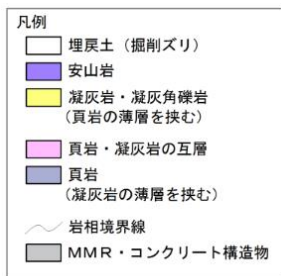 凡例
埋戻土（掘削ズリ）
安山岩
凝灰岩・凝灰角礫岩
（頁岩の薄層を挟む）
頁岩・凝灰岩の互層
頁岩
（凝灰岩の薄層を挟む）
岩相境界線
ＭＭＲ・コンクリート構造物